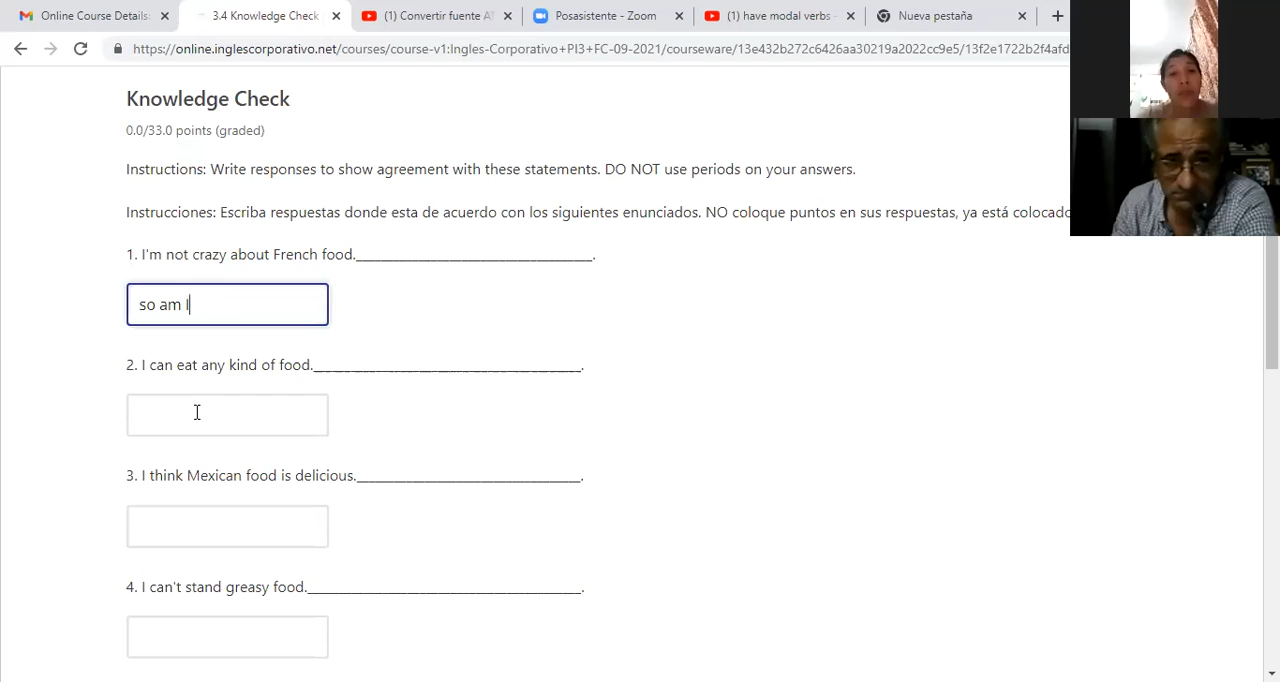 Online Course Details:
3.4 Knowledge Check
(1) Convertir fuente AT
Posasistente - Zoom
(1) have modal verbs -
Nueva pestaña
https://online.inglescorporativo.net/courses/course-v1:Ingles-Corporativo+PI3+FC-09-2021/courseware/13e432b272c6426aa30219a2022cc9e5/13f2e1722b2f4afd
Knowledge Check
0.0/33.0 points (graded)
Instructions: Write responses to show agreement with these statements. DO NOT use periods on your answers.
Instrucciones: Escriba respuestas donde esta de acuerdo con los siguientes enunciados. NO coloque puntos en sus respuestas, ya está colocado
1. I'm not crazy about French food.______________________________.
so am I
2. I can eat any kind of food.__________________________________.
3. I think Mexican food is delicious.____________________________.
4. I can't stand greasy food.___________________________________.